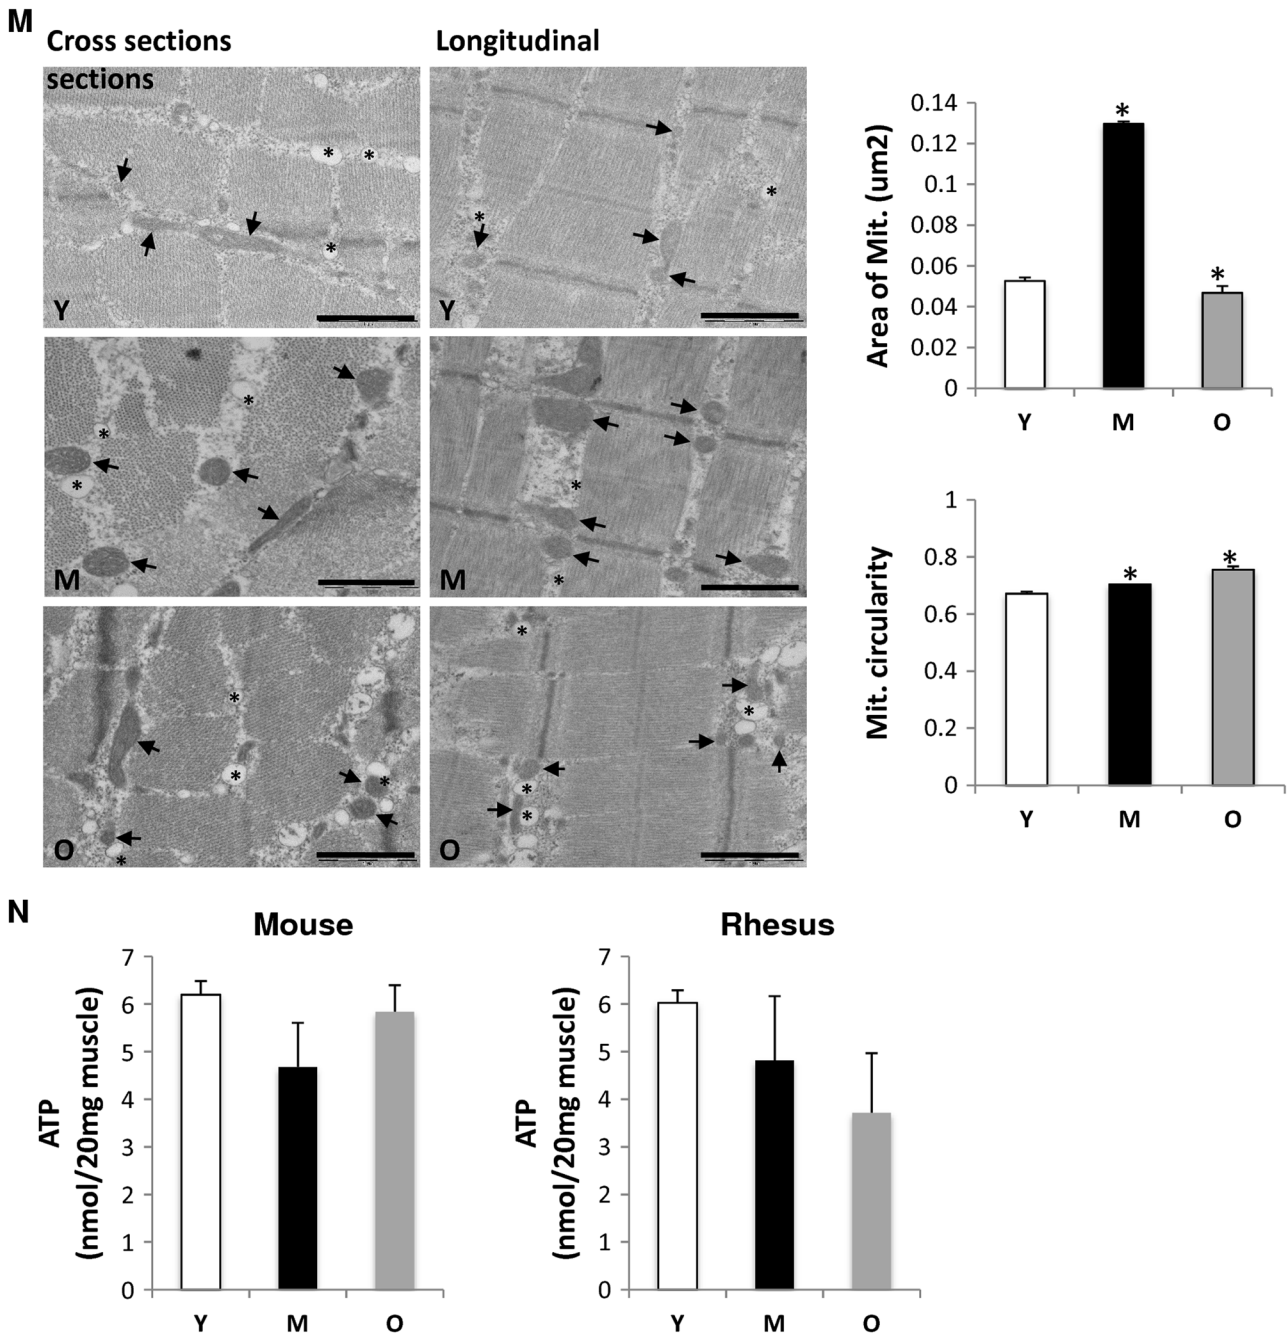 M
Cross sections
sections
Longitudinal
* * *
Y
* *
Y
* * *
M
* *
M
* * * *
O
* * * *
O
Area of Mit. (um2)
0.14
0.12
0.1
0.08
0.06
0.04
0.02
0
*
*
Y M O
Mit. circularity
1
0.8
0.6
0.4
0.2
0
*
*
Y M O
N
Mouse
ATP
(nmol/20mg muscle)
7
6
5
4
3
2
1
0
Y M O
Rhesus
ATP
(nmol/20mg muscle)
7
6
5
4
3
2
1
0
Y M O